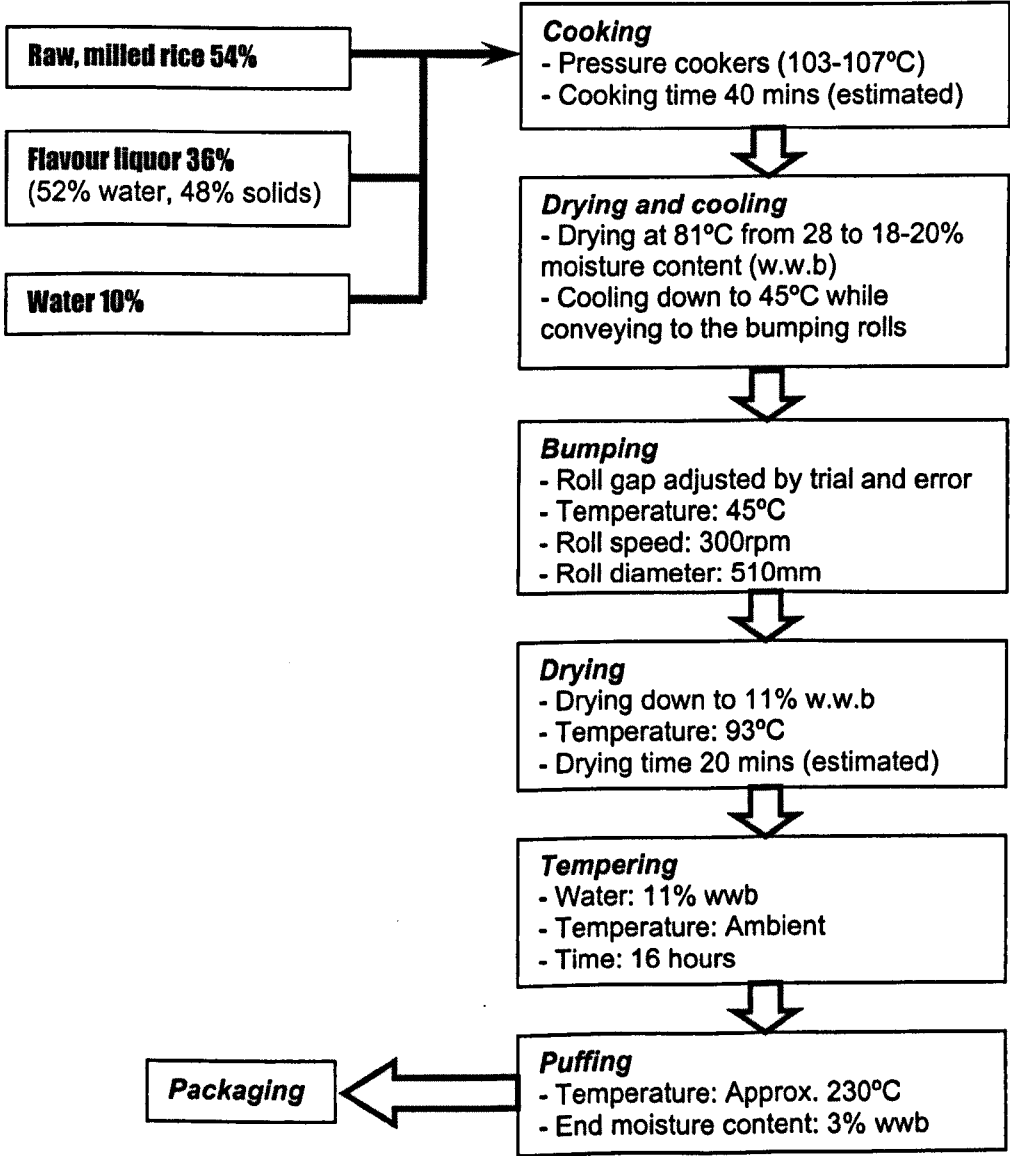 Raw, milled rice 54%
Flavour liquor 36%
(52% water, 48% solids)
Water 10%
Cooking
- Pressure cookers (103-107ºC)
- Cooking time 40 mins (estimated)
Drying and cooling
- Drying at 81ºC from 28 to 18-20%
moisture content (w.w.b)
- Cooling down to 45ºC while
conveying to the bumping rolls
Bumping
- Roll gap adjusted by trial and error
- Temperature: 45ºC
- Roll speed: 300rpm
- Roll diameter: 510mm
Drying
- Drying down to 11% w.w.b
- Temperature: 93ºC
- Drying time 20 mins (estimated)
Tempering
- Water: 11% wwb
- Temperature: Ambient
- Time: 16 hours
Puffing
- Temperature: Approx. 230ºC
- End moisture content: 3% wwb
Packaging